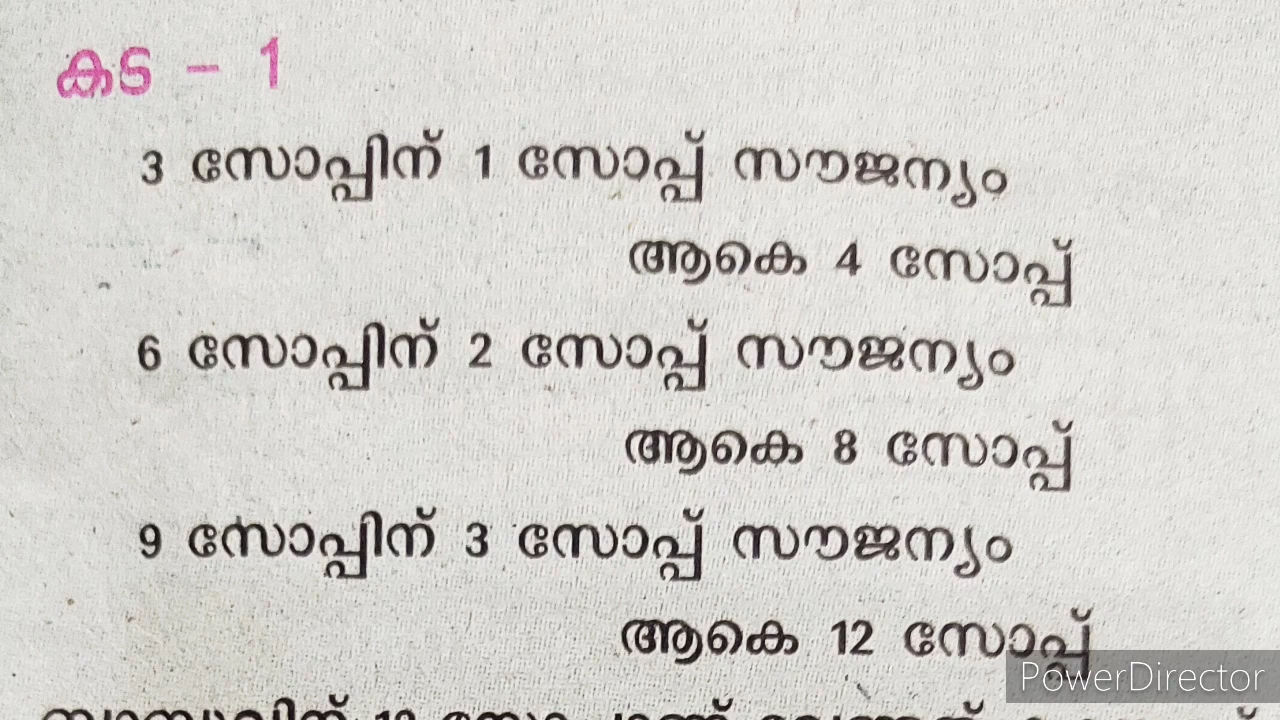 കട - 1
3 സോപ്പിന് 1 സോപ്പ് സൗജന്യം
ആകെ 4 സോപ്പ്
6 സോപ്പിന് 2 സോപ്പ് സൗജന്യം
ആകെ 8 സോപ്പ്
9 സോപ്പിന് 3 സോപ്പ് സൗജന്യം
ആകെ 12 സോപ്പ്
PowerDirector